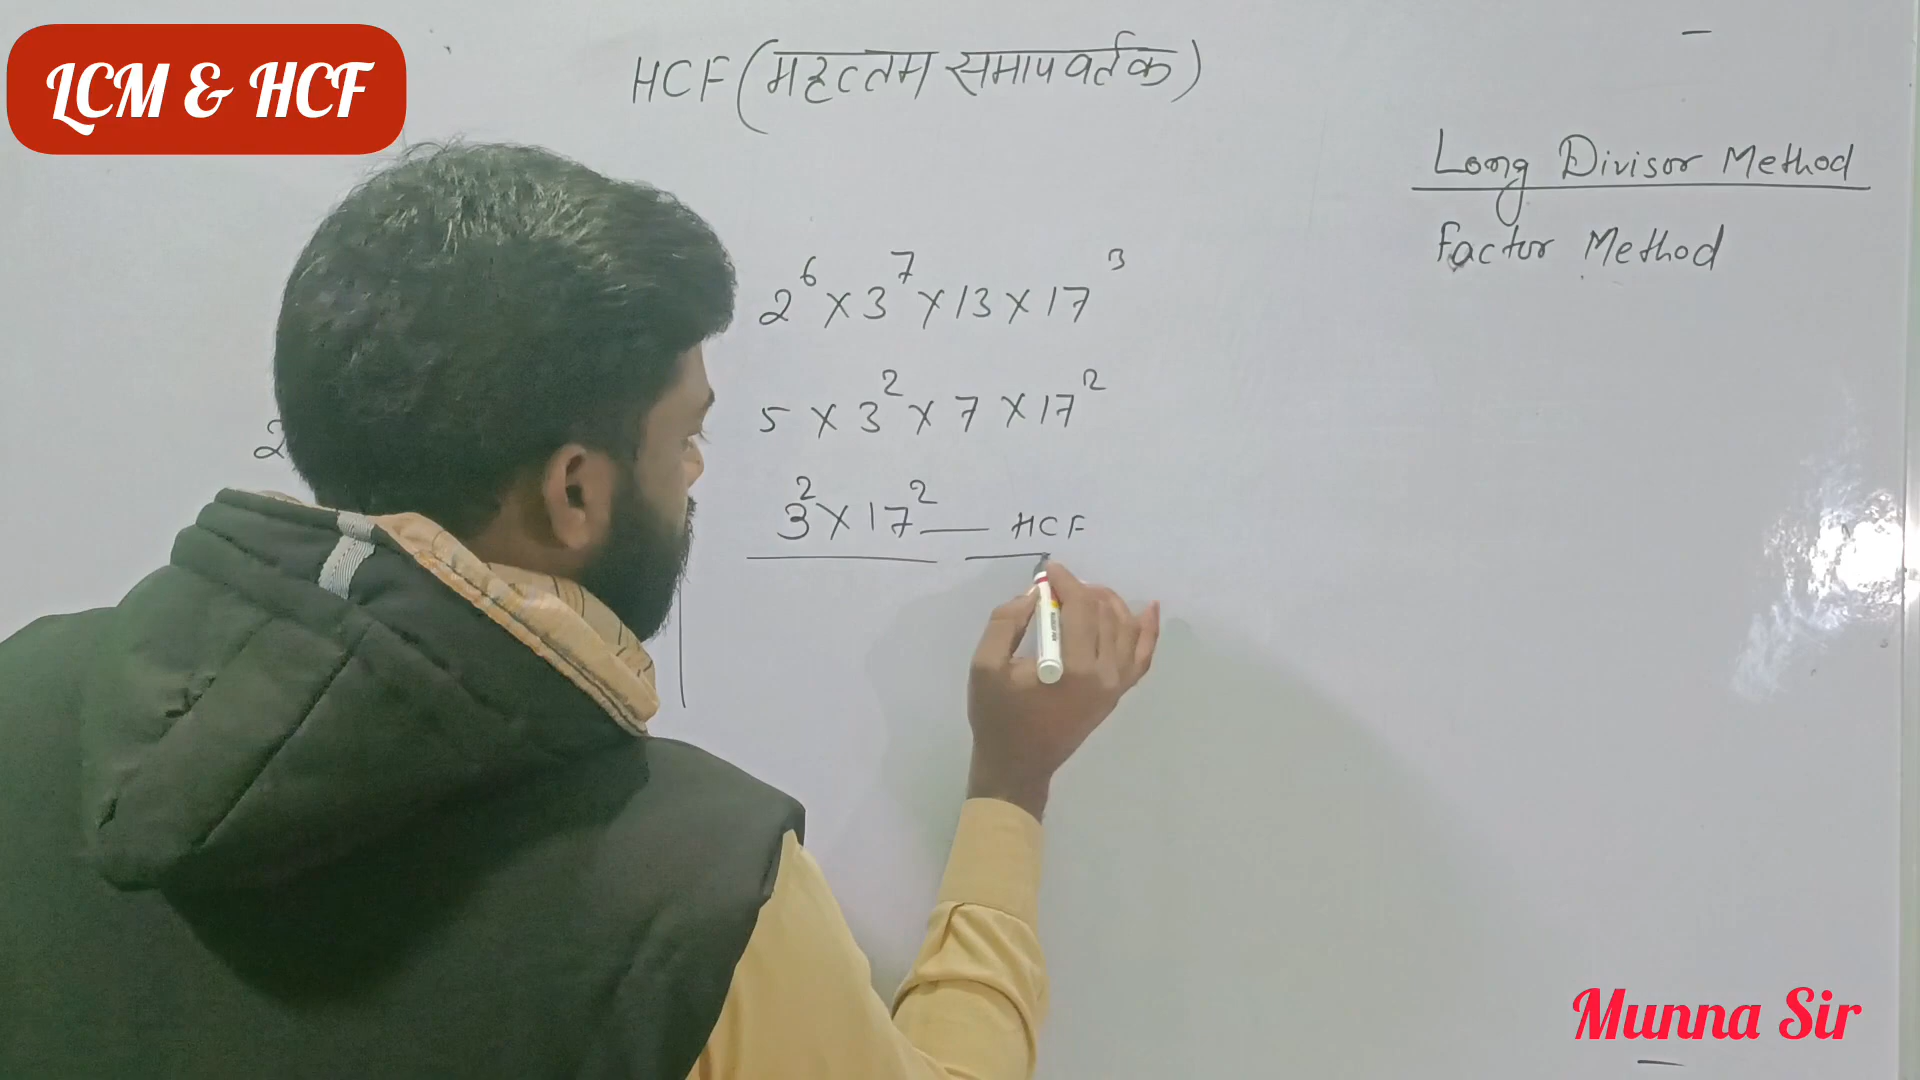 LCM & HCF
HCF (महत्तम समापवर्तक)
Long Divisor Method
Factor Method
2⁶ × 3⁷ × 13 × 17³
5 × 3² × 7 × 17²
3² × 17² — HCF
2
Munna Sir